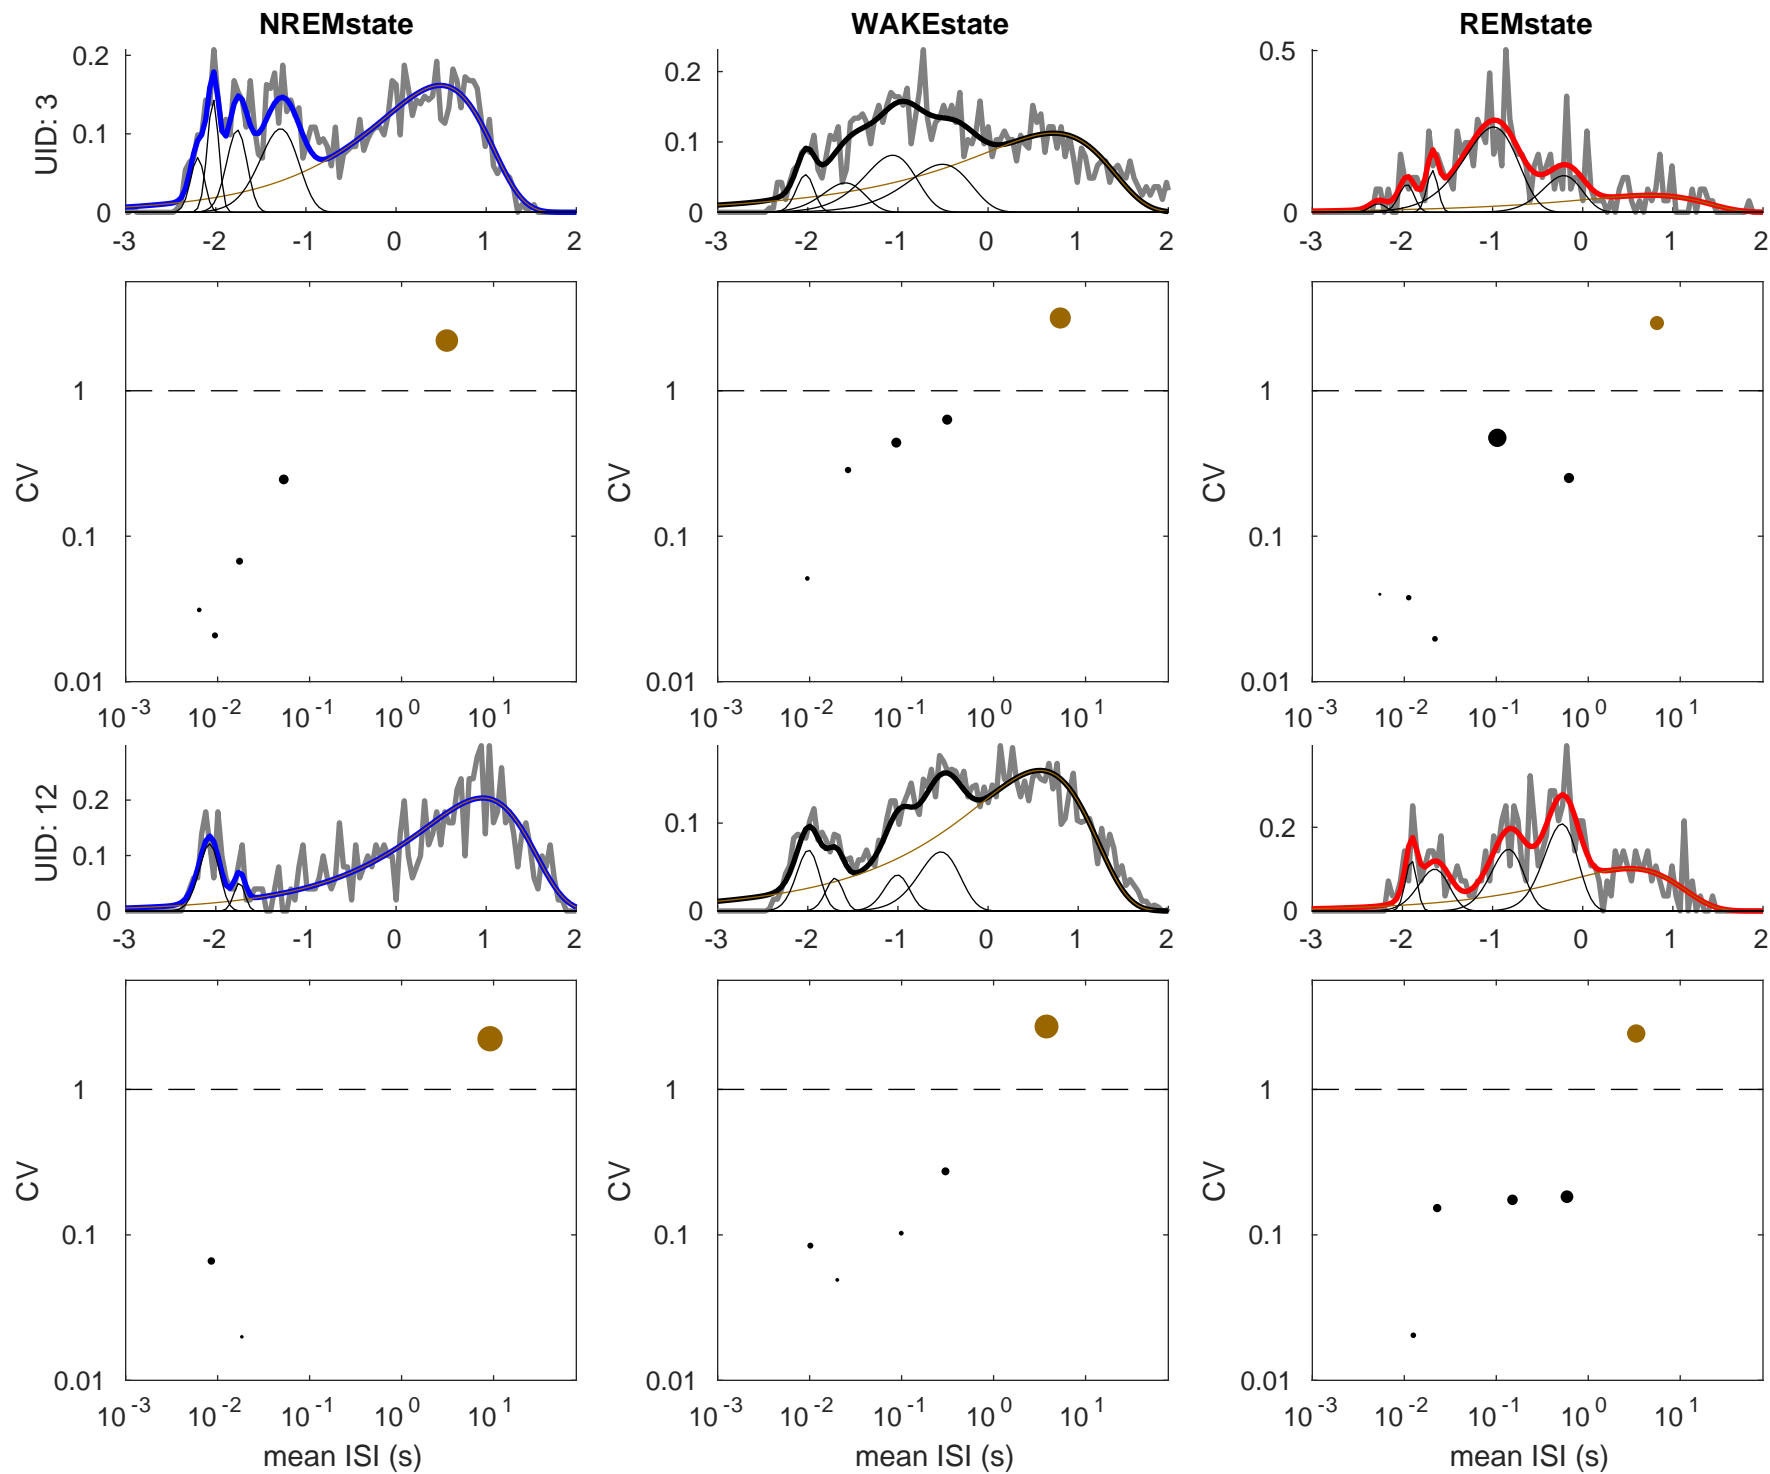 NREMstate WAKEstate REMstate
UID: 3
0.2 0.1 0
-3 -2 -1 0 1 2
0.2 0.1 0
-3 -2 -1 0 1 2
0.5 0
-3 -2 -1 0 1 2
CV
1 0.1 0.01
10^-3 10^-2 10^-1 10^0 10^1
CV
1 0.1 0.01
10^-3 10^-2 10^-1 10^0 10^1
CV
1 0.1 0.01
10^-3 10^-2 10^-1 10^0 10^1
UID: 12
0.2 0.1 0
-3 -2 -1 0 1 2
0.1 0
-3 -2 -1 0 1 2
0.2 0
-3 -2 -1 0 1 2
CV
1 0.1 0.01
10^-3 10^-2 10^-1 10^0 10^1
mean ISI (s)
CV
1 0.1 0.01
10^-3 10^-2 10^-1 10^0 10^1
mean ISI (s)
CV
1 0.1 0.01
10^-3 10^-2 10^-1 10^0 10^1
mean ISI (s)